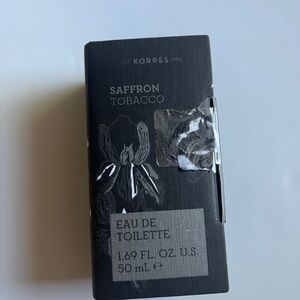 KORRES
SAFFRON
TOBACCO
EAU DE
TOILETTE
1.69 FL. OZ. U.S.
50 mL ℮